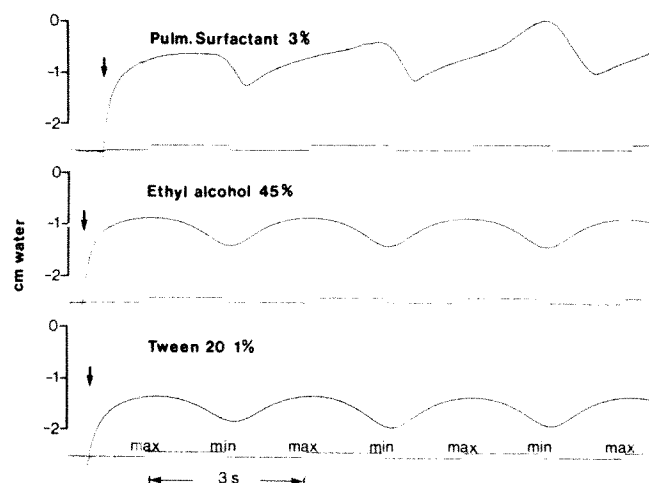 0
Pulm. Surfactant 3%
-1
-2
0
Ethyl alcohol 45%
-1
-2
cm water
0
Tween 20 1%
-1
-2
max min max min max min max
3 s